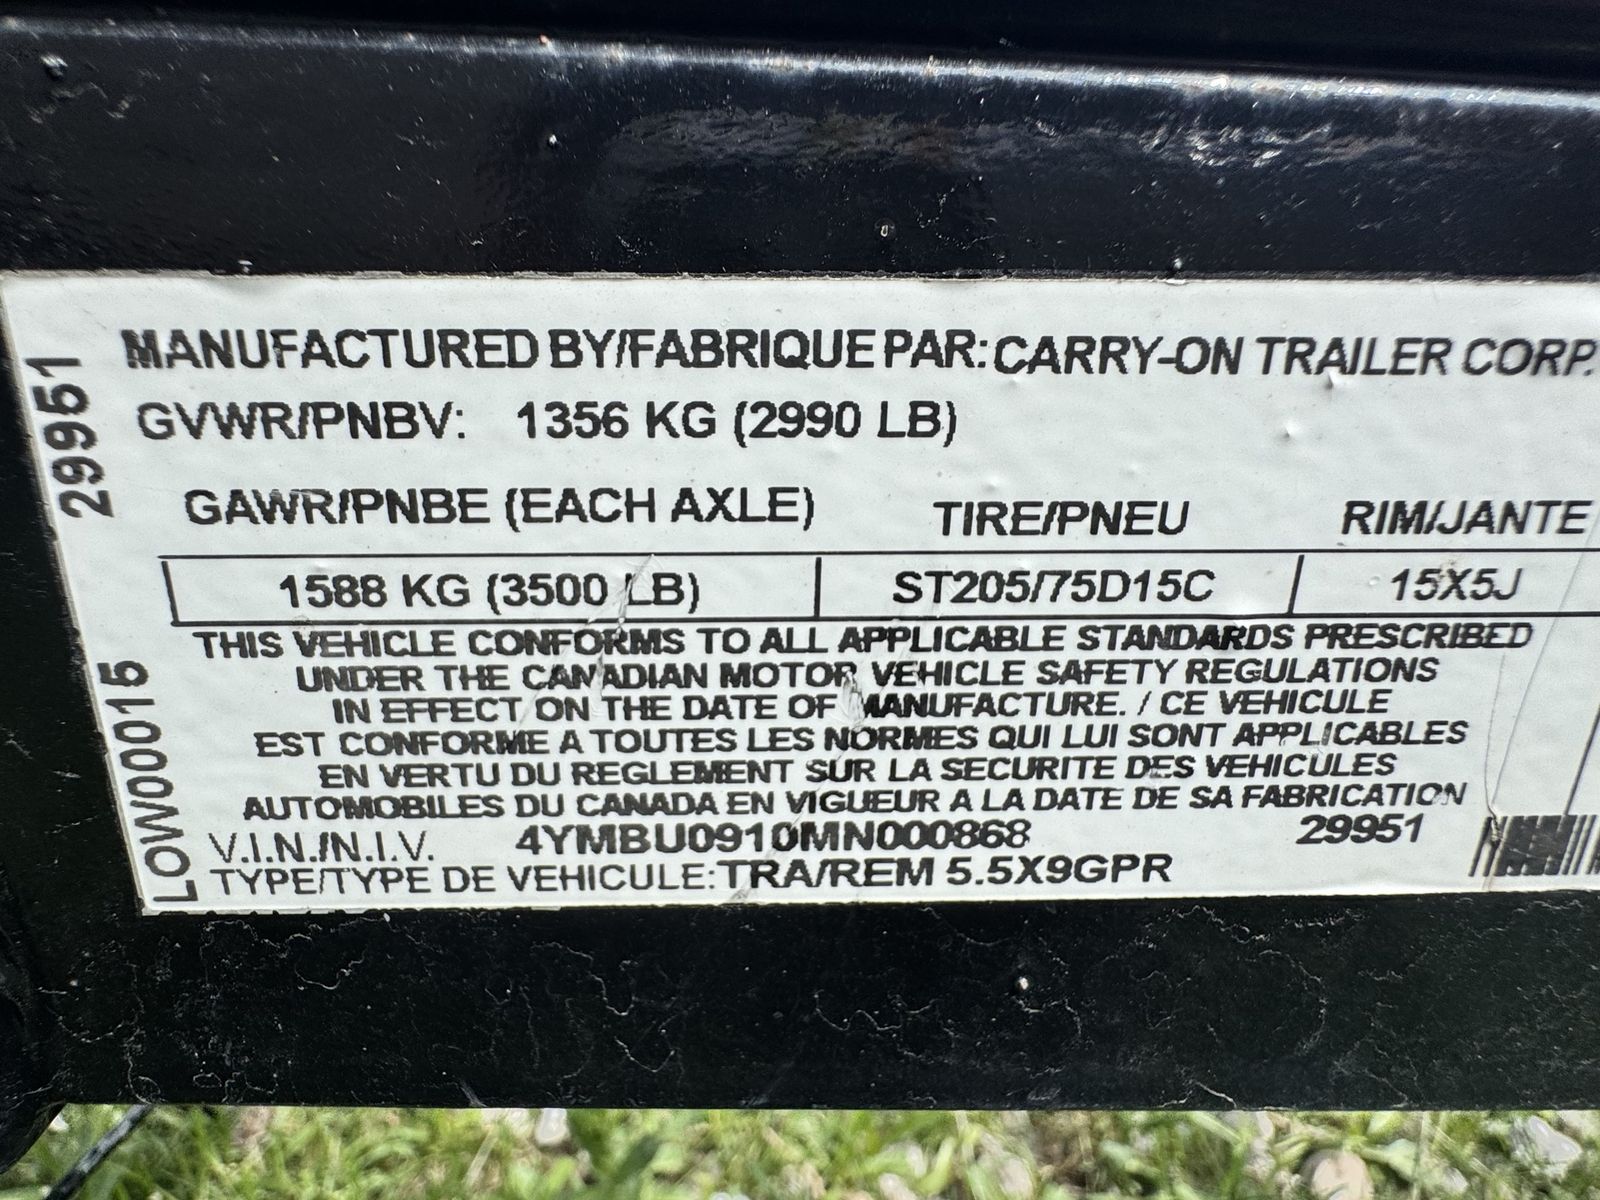 MANUFACTURED BY/FABRIQUE PAR: CARRY-ON TRAILER CORP.
GVWR/PNBV: 1356 KG (2990 LB)
GAWR/PNBE (EACH AXLE) TIRE/PNEU RIM/JANTE
1588 KG (3500 LB) ST205/75D15C 15X5J
THIS VEHICLE CONFORMS TO ALL APPLICABLE STANDARDS PRESCRIBED
UNDER THE CANADIAN MOTOR VEHICLE SAFETY REGULATIONS
IN EFFECT ON THE DATE OF MANUFACTURE. / CE VEHICULE
EST CONFORME A TOUTES LES NORMES QUI LUI SONT APPLICABLES
EN VERTU DU REGLEMENT SUR LA SECURITE DES VEHICULES
AUTOMOBILES DU CANADA EN VIGUEUR A LA DATE DE SA FABRICATION
V.I.N./N.I.V. 4YMBU0910MN000868 29951
TYPE/TYPE DE VEHICULE: TRA/REM 5.5X9GPR
29951
LOW00015